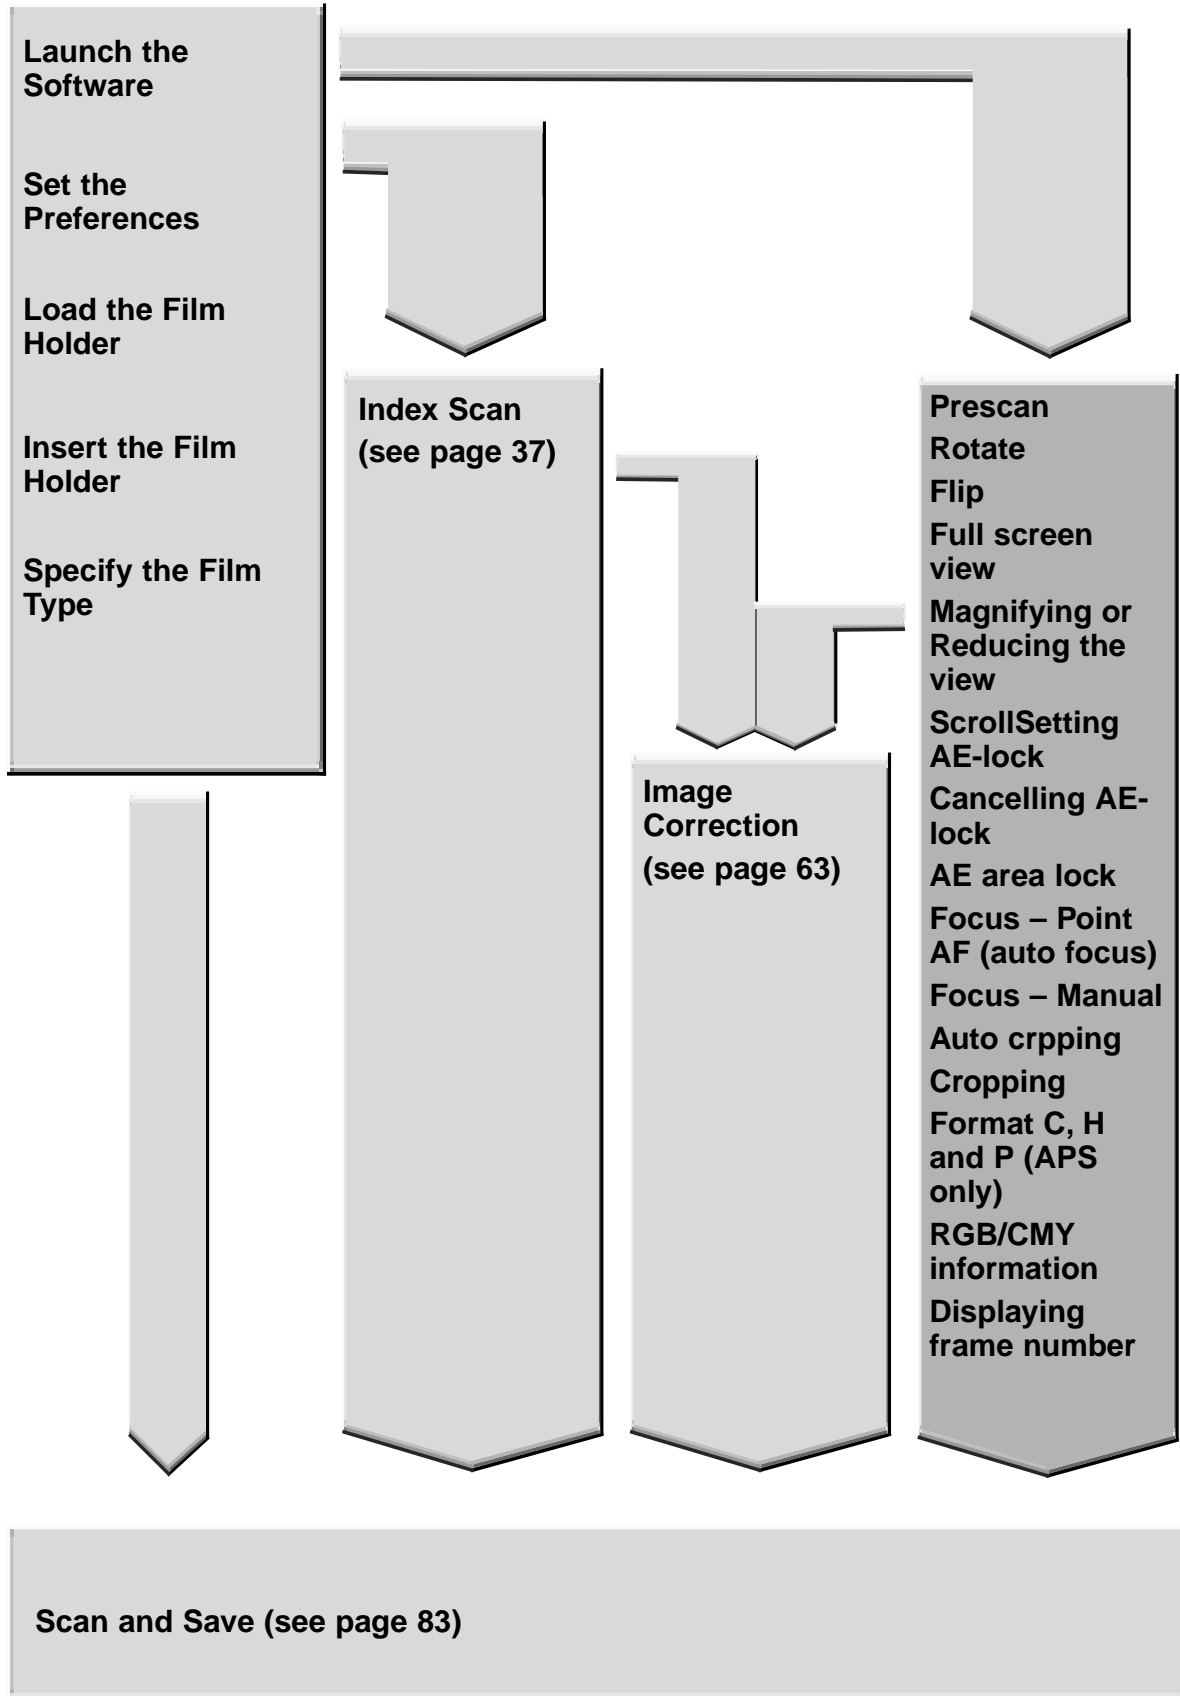 Launch the
Software
Set the
Preferences
Load the Film
Holder
Insert the Film
Holder
Specify the Film
Type
Index Scan
(see page 37)
Image
Correction
(see page 63)
Prescan
Rotate
Flip
Full screen
view
Magnifying or
Reducing the
view
ScrollSetting
AE-lock
Cancelling AE-
lock
AE area lock
Focus – Point
AF (auto focus)
Focus – Manual
Auto crpping
Cropping
Format C, H
and P (APS
only)
RGB/CMY
information
Displaying
frame number
Scan and Save (see page 83)